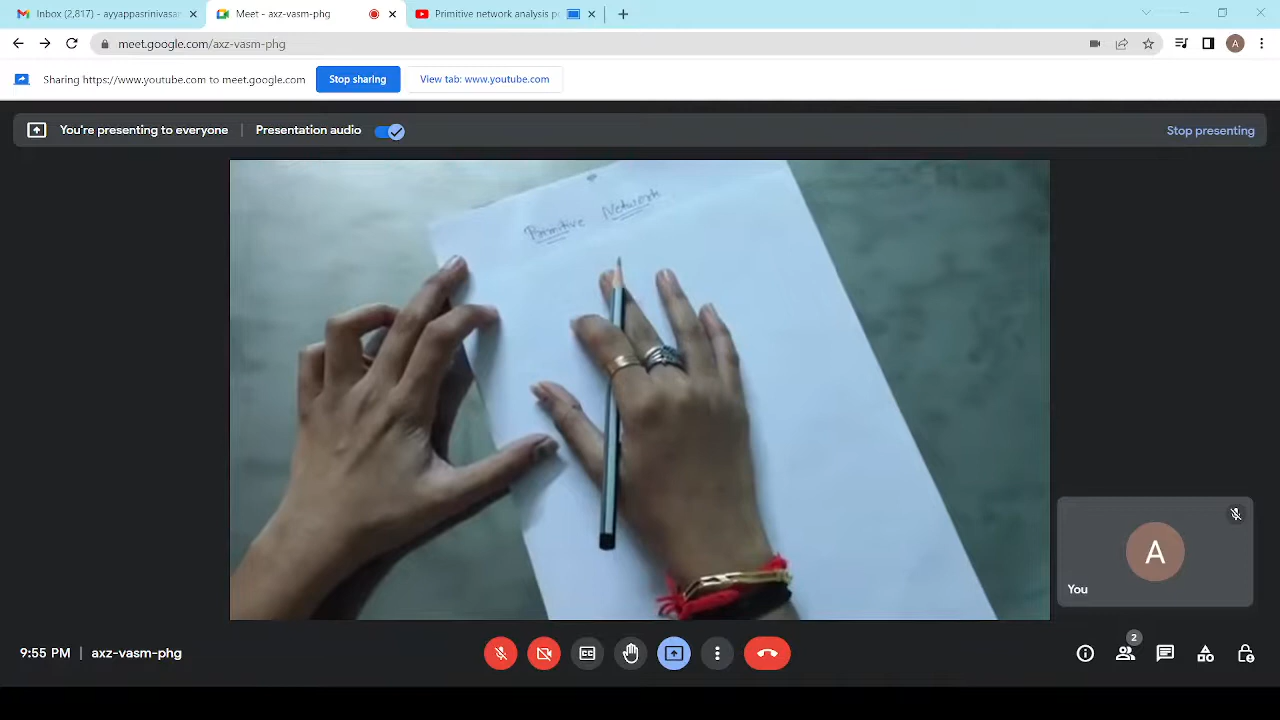 Inbox (2,817) - ayyappasrinivasar
Meet - axz-vasm-phg
Primitive network analysis p
meet.google.com/axz-vasm-phg
A
Sharing https://www.youtube.com to meet.google.com
Stop sharing
View tab: www.youtube.com
You're presenting to everyone
Presentation audio
Stop presenting
Primitive Network
A
You
9:55 PM
axz-vasm-phg
2